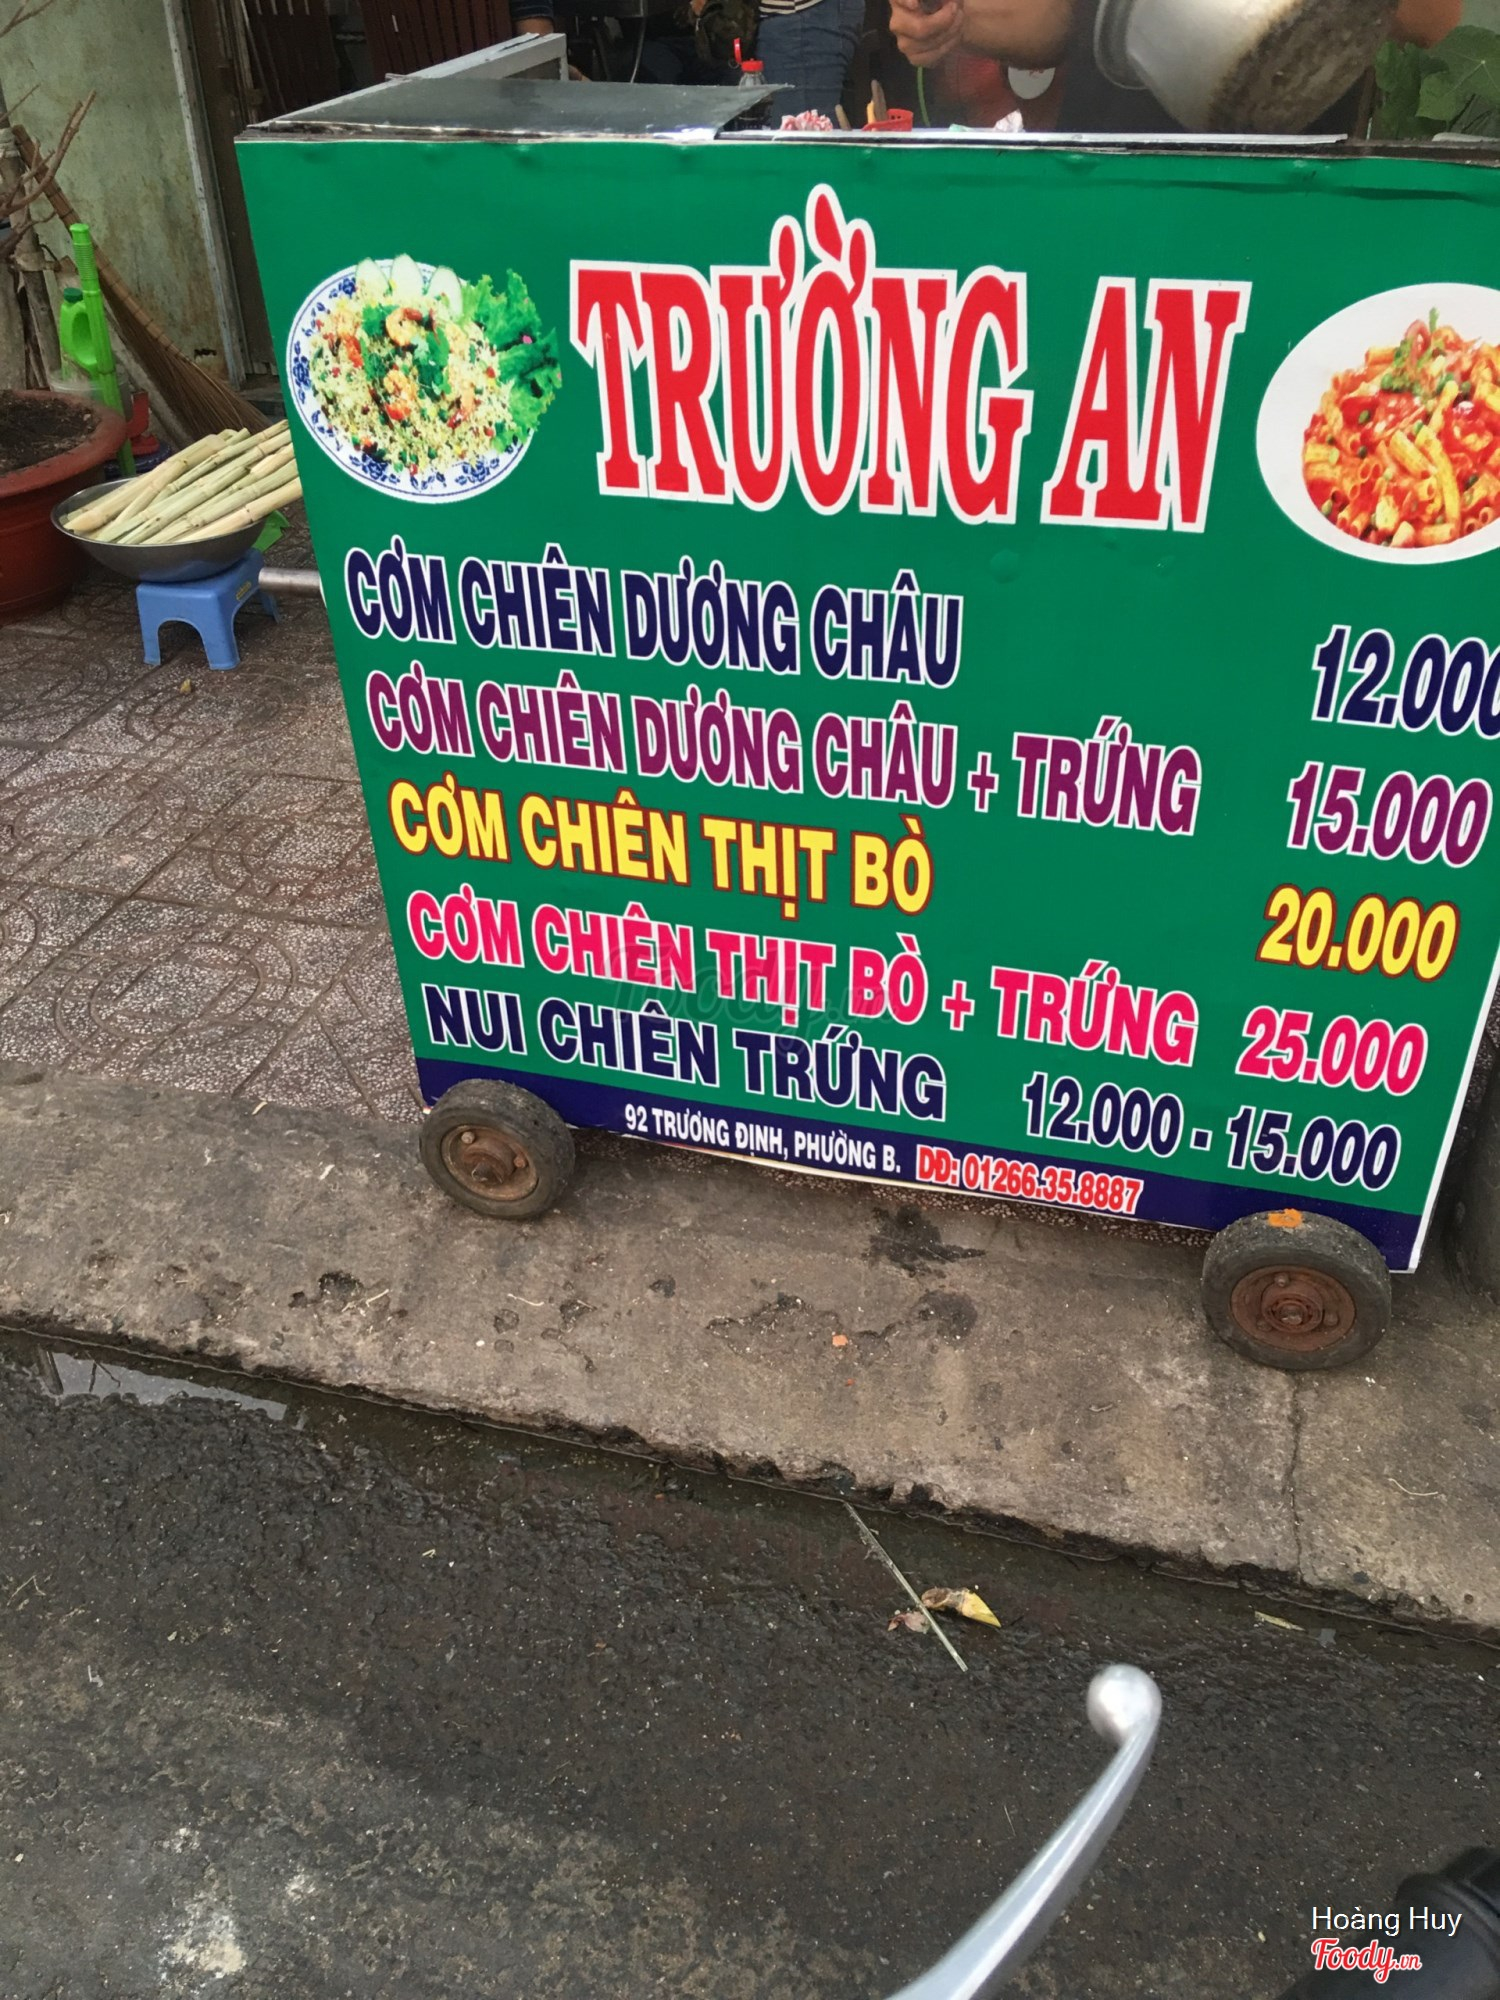 TRƯỜNG AN
CƠM CHIÊN DƯƠNG CHÂU 12.000
CƠM CHIÊN DƯƠNG CHÂU + TRỨNG 15.000
CƠM CHIÊN THỊT BÒ 20.000
CƠM CHIÊN THỊT BÒ + TRỨNG 25.000
NUI CHIÊN TRỨNG 12.000 - 15.000
92 TRƯƠNG ĐỊNH, PHƯỜNG B. DĐ: 01266.35.8887
Foody.vn
Hoàng Huy
Foody.vn